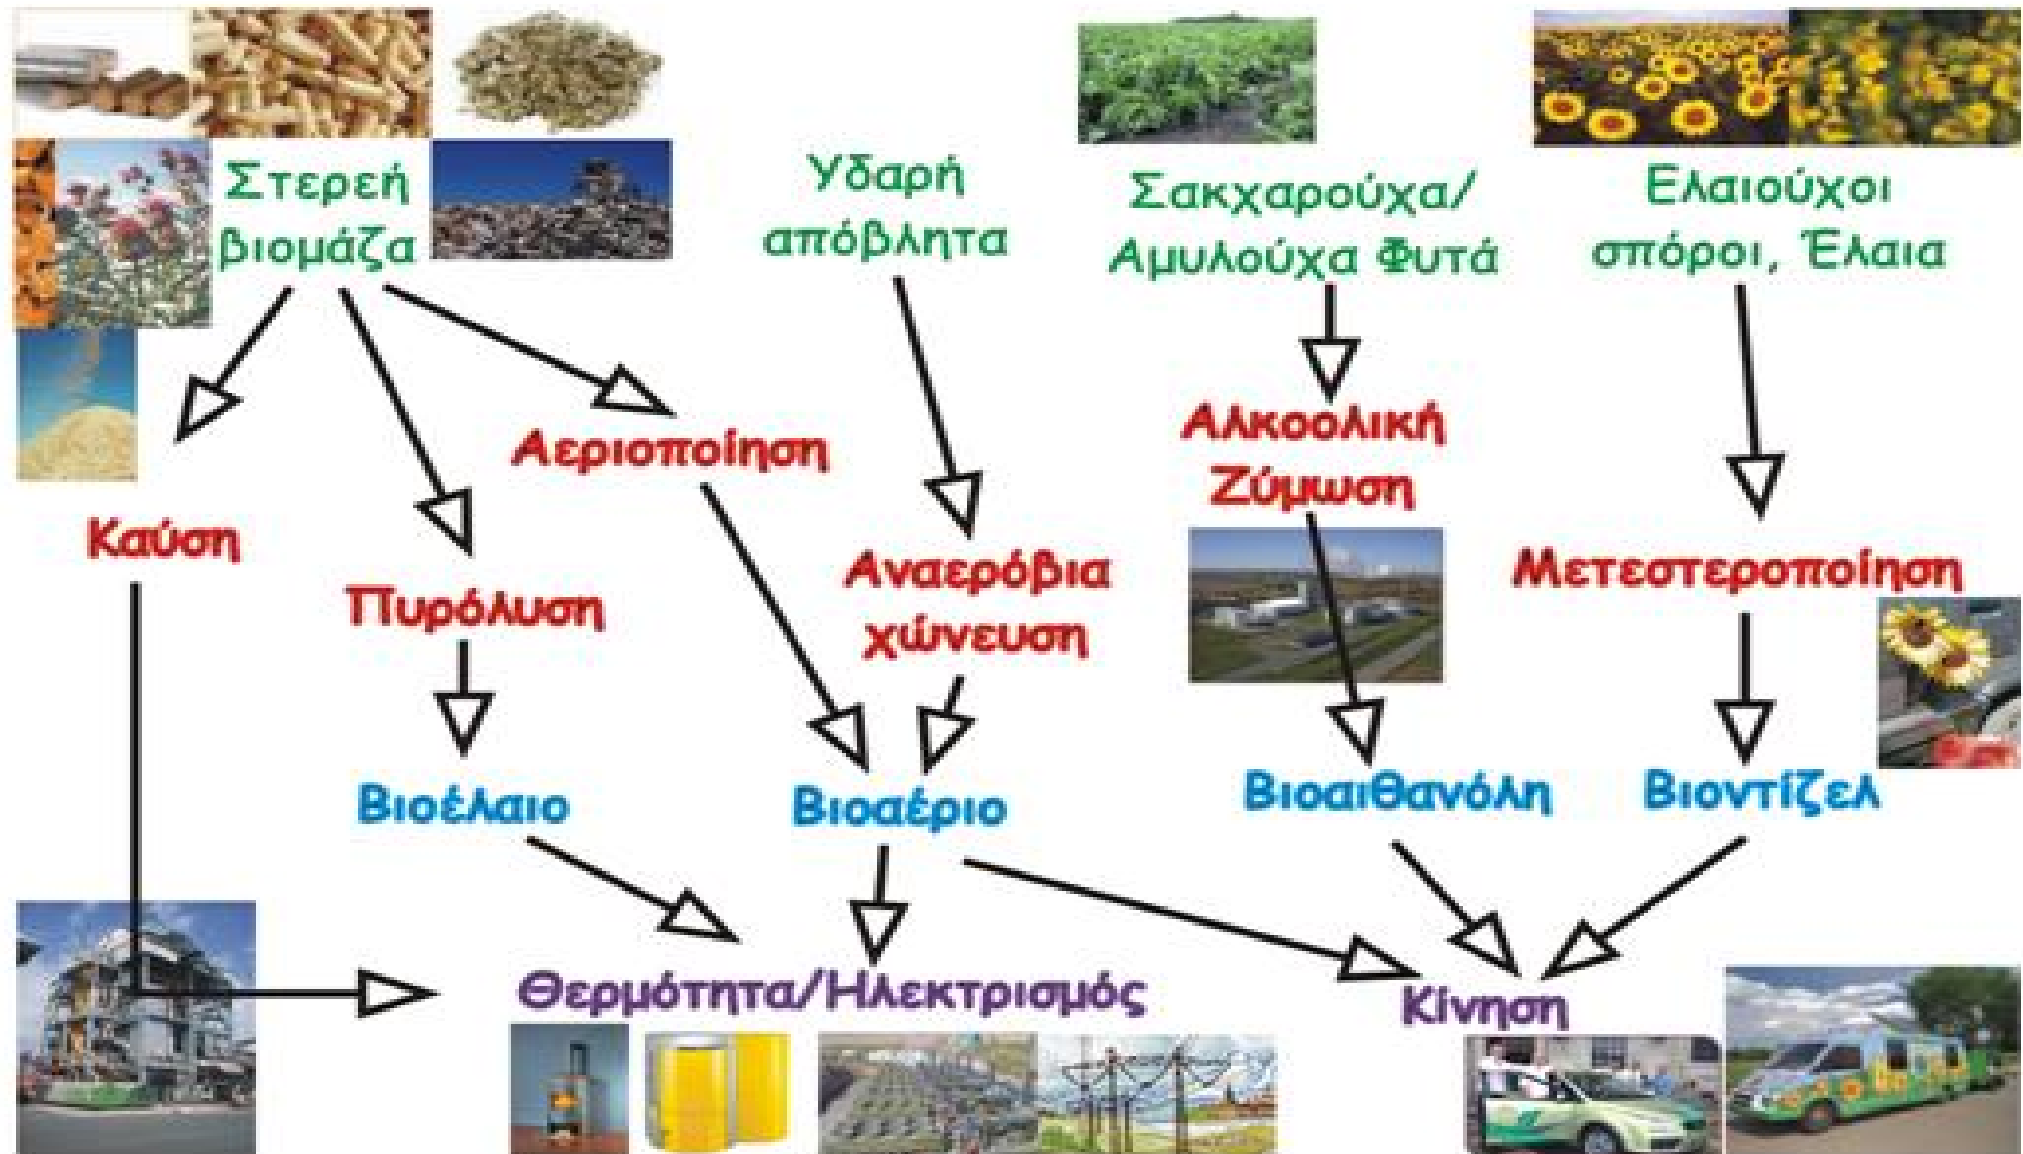 Στερεή
βιομάζα
Υδαρή
απόβλητα
Σακχαρούχα/
Αμυλούχα Φυτά
Ελαιούχοι
σπόροι, Έλαια
Αεριοποίηση
Αλκοολική
Ζύμωση
Καύση
Πυρόλυση
Αναερόβια
χώνευση
Μετεστεροποίηση
Βιοέλαιο
Βιοαέριο
Βιοαιθανόλη
Βιοντίζελ
Θερμότητα/Ηλεκτρισμός
Κίνηση